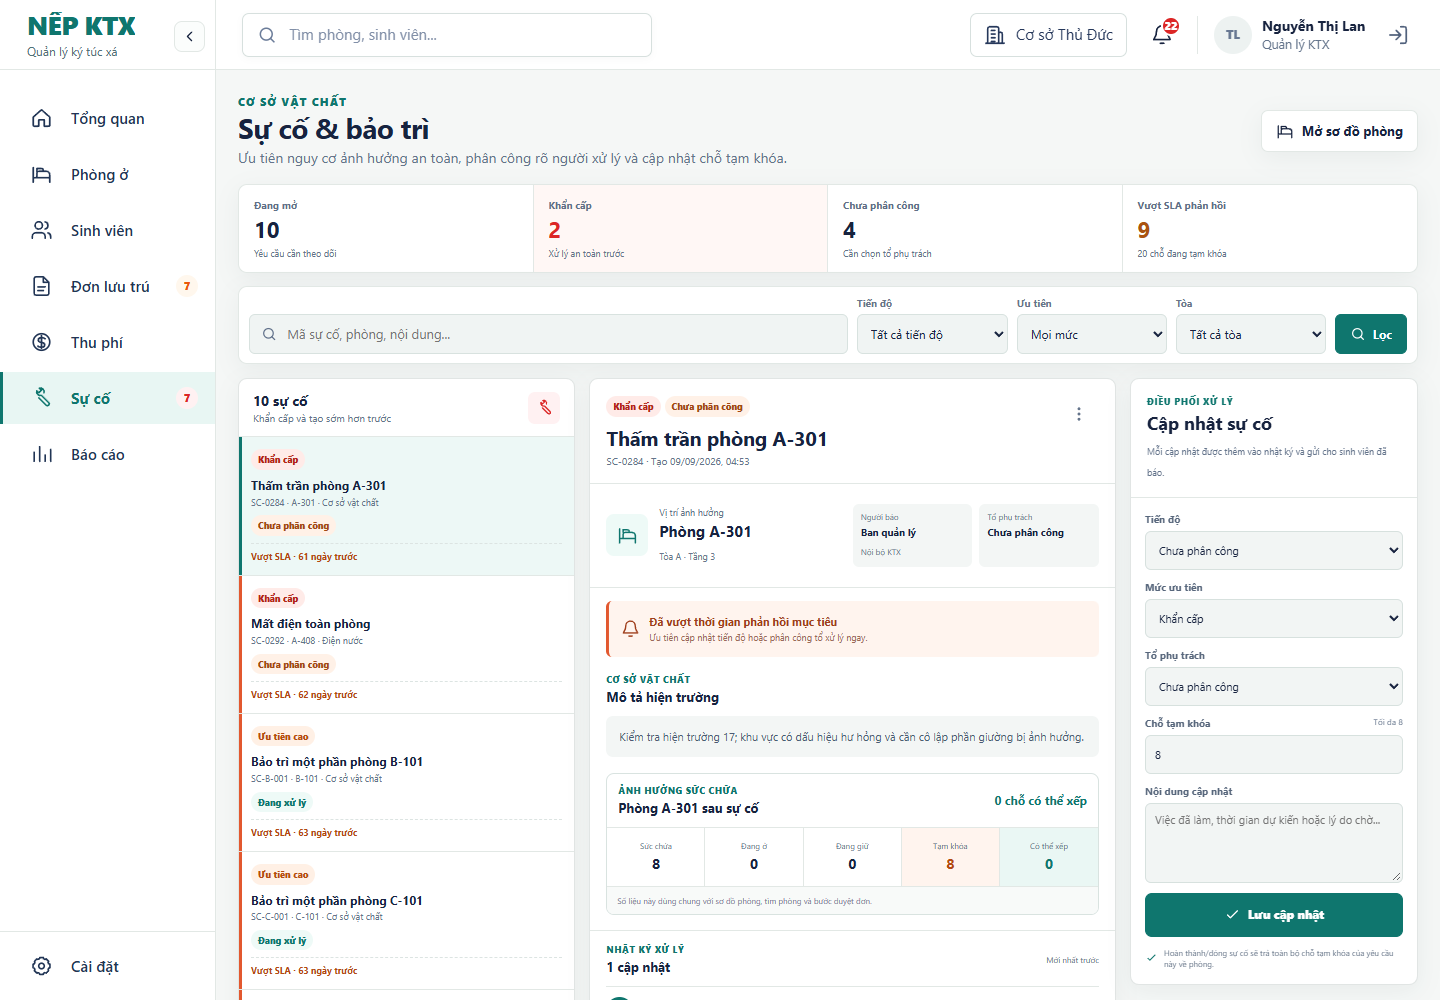 NẾP KTX
Quản lý ký túc xá
Tìm phòng, sinh viên...
Cơ sở Thủ Đức
22
TL
Nguyễn Thị Lan
Quản lý KTX
Tổng quan
Phòng ở
Sinh viên
Đơn lưu trú
7
Thu phí
Sự cố
7
Báo cáo
Cài đặt
CƠ SỞ VẬT CHẤT
Sự cố & bảo trì
Ưu tiên nguy cơ ảnh hưởng an toàn, phân công rõ người xử lý và cập nhật chỗ tạm khóa.
Mở sơ đồ phòng
Đang mở
10
Yêu cầu cần theo dõi
Khẩn cấp
2
Xử lý an toàn trước
Chưa phân công
4
Cần chọn tổ phụ trách
Vượt SLA phản hồi
9
20 chỗ đang tạm khóa
Mã sự cố, phòng, nội dung...
Tiến độ
Tất cả tiến độ
Ưu tiên
Mọi mức
Tòa
Tất cả tòa
Lọc
10 sự cố
Khẩn cấp và tạo sớm hơn trước
Khẩn cấp
Thấm trần phòng A-301
SC-0284 · A-301 · Cơ sở vật chất
Chưa phân công
Vượt SLA · 61 ngày trước
Khẩn cấp
Mất điện toàn phòng
SC-0292 · A-408 · Điện nước
Chưa phân công
Vượt SLA · 62 ngày trước
Ưu tiên cao
Bảo trì một phần phòng B-101
SC-B-001 · B-101 · Cơ sở vật chất
Đang xử lý
Vượt SLA · 63 ngày trước
Ưu tiên cao
Bảo trì một phần phòng C-101
SC-C-001 · C-101 · Cơ sở vật chất
Đang xử lý
Vượt SLA · 63 ngày trước
Khẩn cấp
Chưa phân công
Thấm trần phòng A-301
SC-0284 · Tạo 09/09/2026, 04:53
Vị trí ảnh hưởng
Phòng A-301
Tòa A · Tầng 3
Người báo
Ban quản lý
Nội bộ KTX
Tổ phụ trách
Chưa phân công
Đã vượt thời gian phản hồi mục tiêu
Ưu tiên cập nhật tiến độ hoặc phân công tổ xử lý ngay.
CƠ SỞ VẬT CHẤT
Mô tả hiện trường
Kiểm tra hiện trường 17; khu vực có dấu hiệu hư hỏng và cần cô lập phần giường bị ảnh hưởng.
ẢNH HƯỞNG SỨC CHỨA
Phòng A-301 sau sự cố
0 chỗ có thể xếp
Sức chứa
8
Đang ở
0
Đang giữ
0
Tạm khóa
8
Có thể xếp
0
Số liệu này dùng chung với sơ đồ phòng, tìm phòng và bước duyệt đơn.
NHẬT KÝ XỬ LÝ
1 cập nhật
Mới nhất trước
ĐIỀU PHỐI XỬ LÝ
Cập nhật sự cố
Mỗi cập nhật được thêm vào nhật ký và gửi cho sinh viên đã
báo.
Tiến độ
Chưa phân công
Mức ưu tiên
Khẩn cấp
Tổ phụ trách
Chưa phân công
Chỗ tạm khóa
Tối đa 8
8
Nội dung cập nhật
Việc đã làm, thời gian dự kiến hoặc lý do chờ...
Lưu cập nhật
Hoàn thành/đóng sự cố sẽ trả toàn bộ chỗ tạm khóa của yêu cầu
này về phòng.